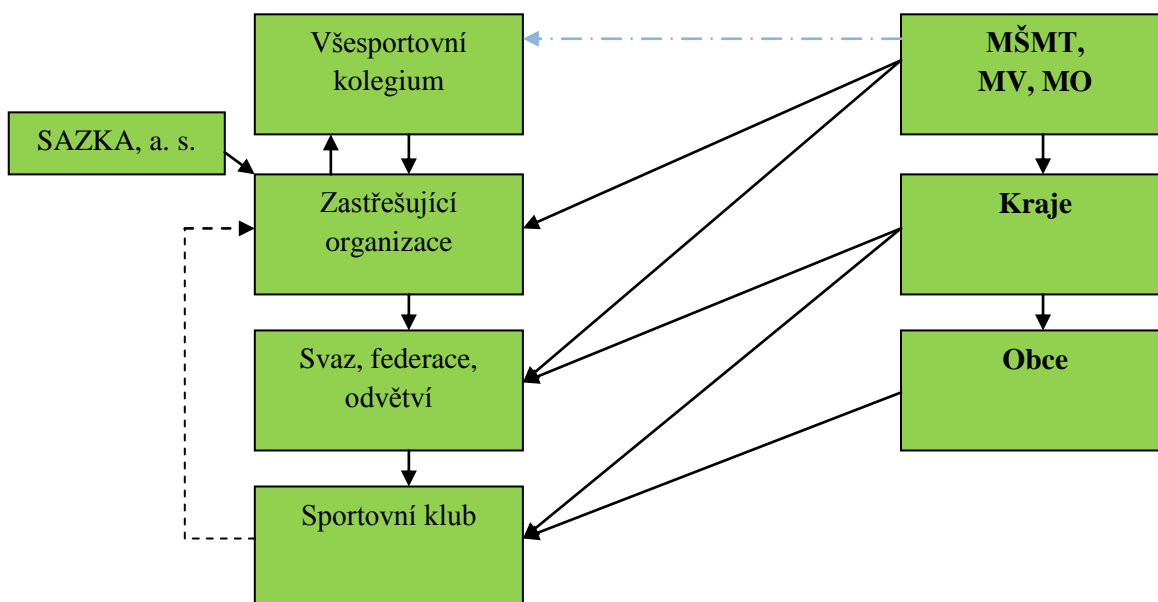 Všesportovní
kolegium
MŠMT,
MV, MO
SAZKA, a. s.
Zastřešující
organizace
Kraje
Svaz, federace,
odvětví
Obce
Sportovní klub